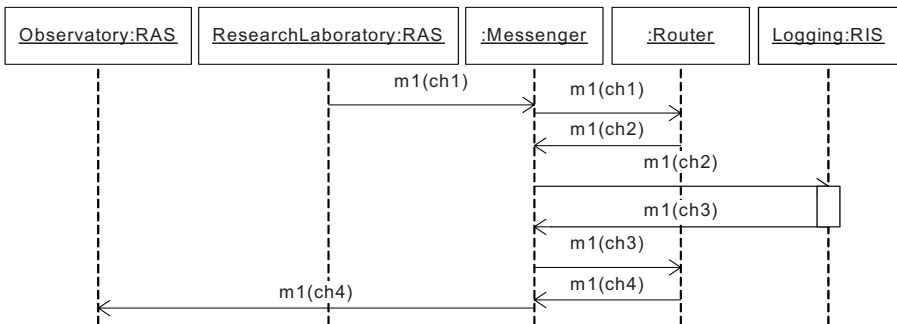 Observatory:RAS
ResearchLaboratory:RAS
:Messenger
:Router
Logging:RIS
m1(ch1)
m1(ch1)
m1(ch2)
m1(ch2)
m1(ch3)
m1(ch3)
m1(ch4)
m1(ch4)